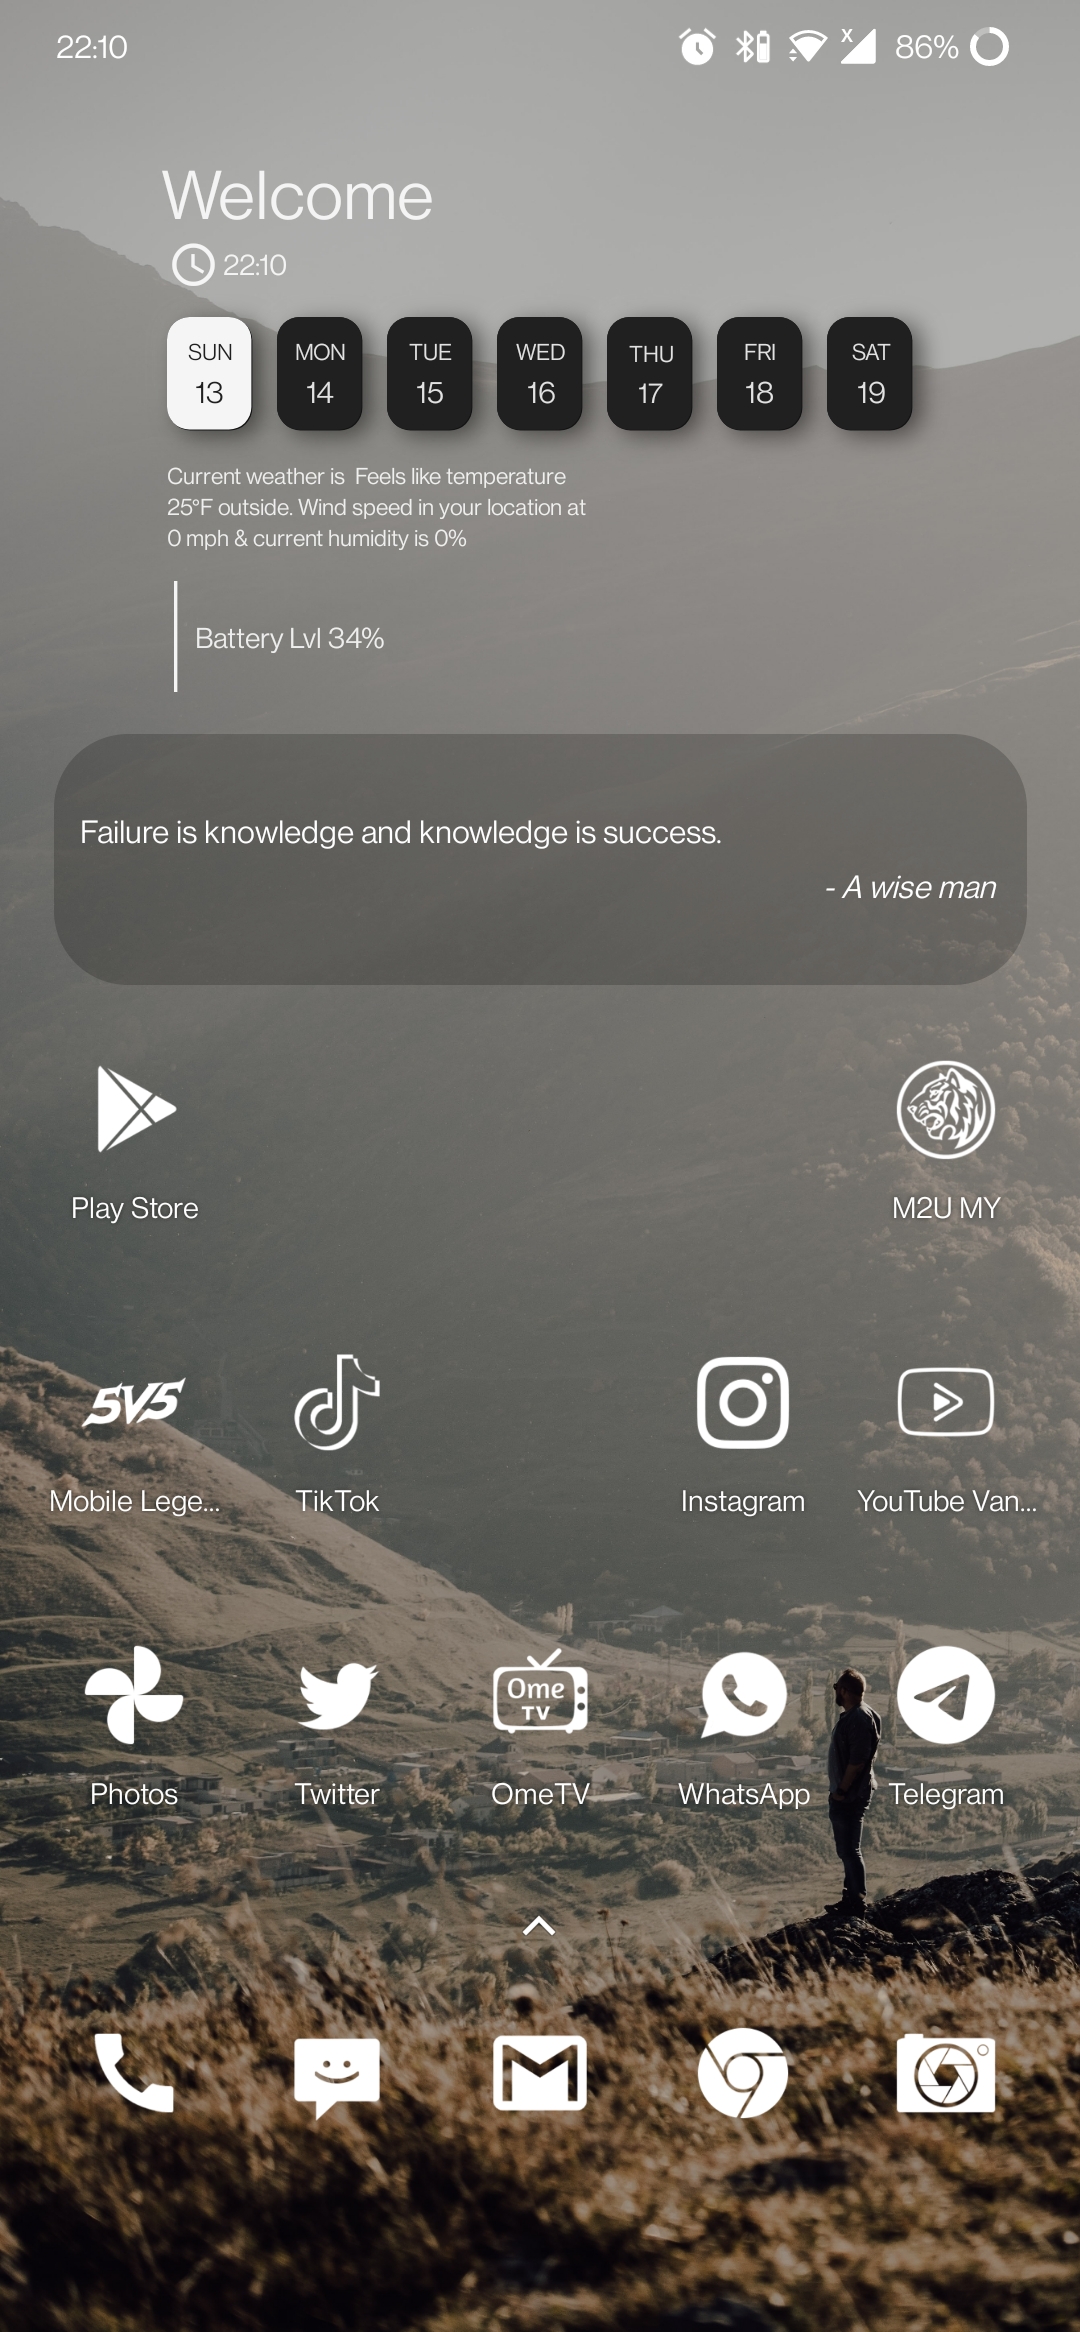 22:10
X 86%
Welcome
22:10
SUN MON TUE WED THU FRI SAT
13 14 15 16 17 18 19
Current weather is  Feels like temperature
25°F outside. Wind speed in your location at
0 mph & current humidity is 0%
Battery Lvl 34%
Failure is knowledge and knowledge is success.
- A wise man
Play Store M2U MY
5V5
Mobile Lege... TikTok Instagram YouTube Van...
Ome
TV
Photos Twitter OmeTV WhatsApp Telegram